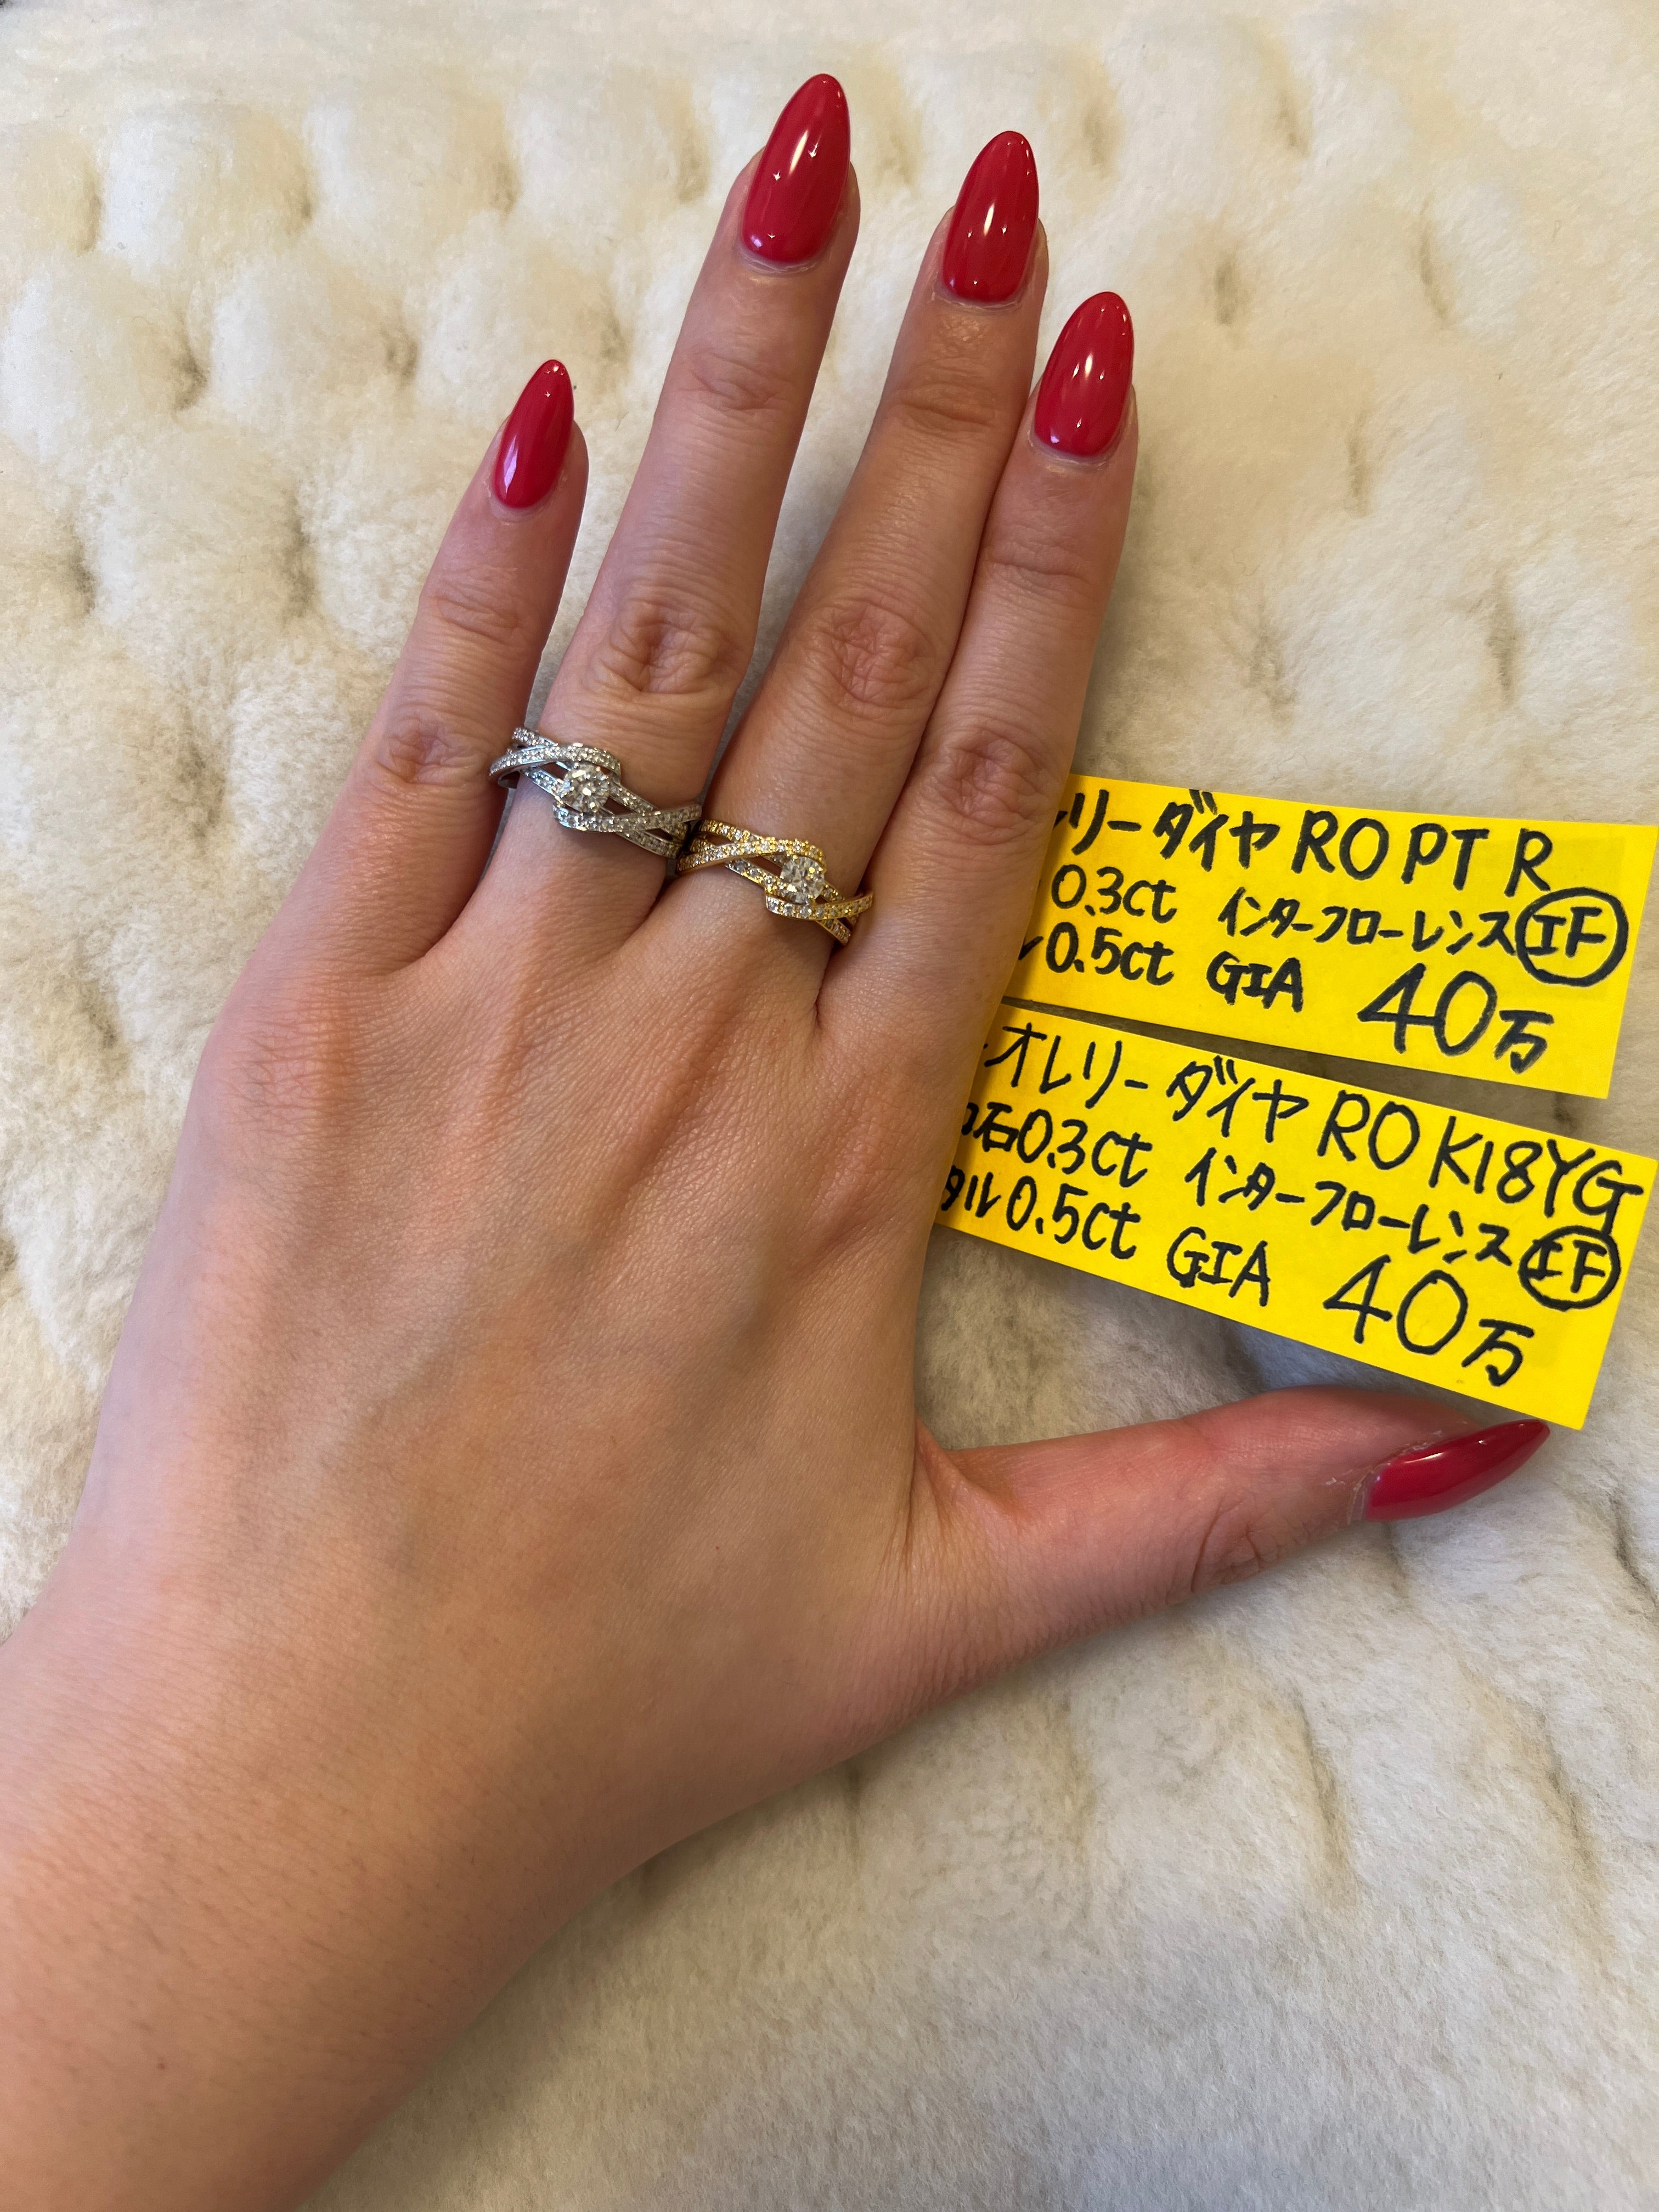 リーダイヤ RO PT R
0.3ct インターフローレンス IF
0.5ct GIA 40万
オレリーダイヤ RO K18YG
石0.3ct インターフローレンス IF
タル0.5ct GIA 40万